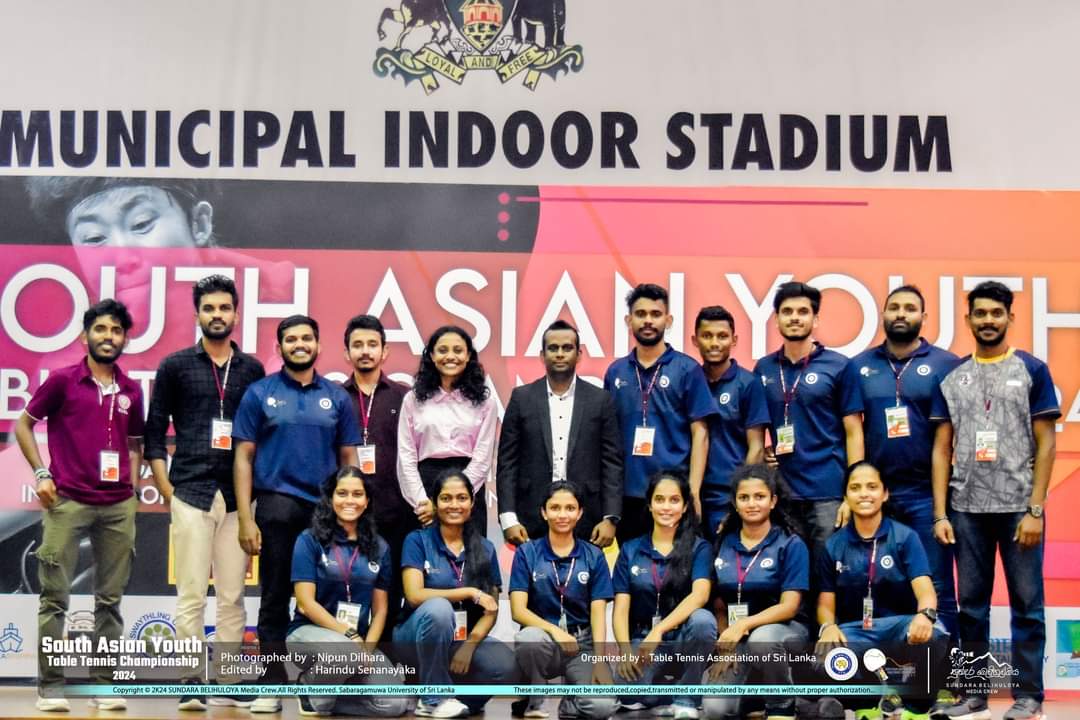 LOYAL AND FREE
MUNICIPAL INDOOR STADIUM
OUTH ASIAN YOUTH
South Asian Youth
Table Tennis Championship
2024
Photographed by : Nipun Dilhara
Edited by : Harindu Senanayaka
Organized by : Table Tennis Association of Sri Lanka
SUNDARA BELIHULOYA
MEDIA CREW
Copyright © 2K24 SUNDARA BELIHULOYA Media Crew.All Rights Reserved. Sabaragamuwa University of Sri Lanka
These images may not be reproduced,copied,transmitted or manipulated by any means without proper authorization...